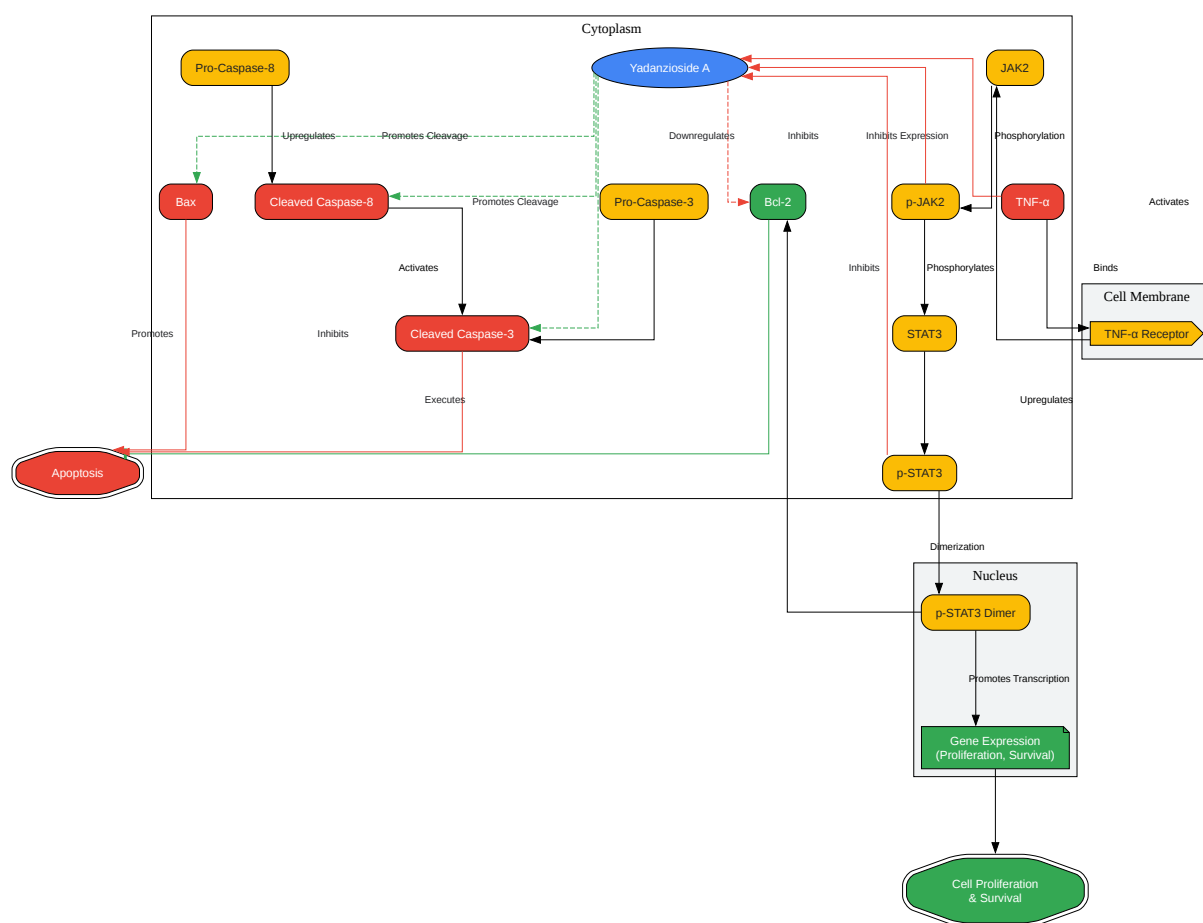 Cytoplasm
Pro-Caspase-8
Yadanzioside A
JAK2
Upregulates
Promotes Cleavage
Downregulates
Inhibits
Inhibits Expression
Phosphorylation
Bax
Cleaved Caspase-8
Promotes Cleavage
Pro-Caspase-3
Bcl-2
p-JAK2
TNF-α
Activates
Activates
Inhibits
Phosphorylates
Binds
Cell Membrane
Promotes
Inhibits
Cleaved Caspase-3
STAT3
TNF-α Receptor
Executes
Upregulates
Apoptosis
p-STAT3
Dimerization
Nucleus
p-STAT3 Dimer
Promotes Transcription
Gene Expression
(Proliferation, Survival)
Cell Proliferation
& Survival